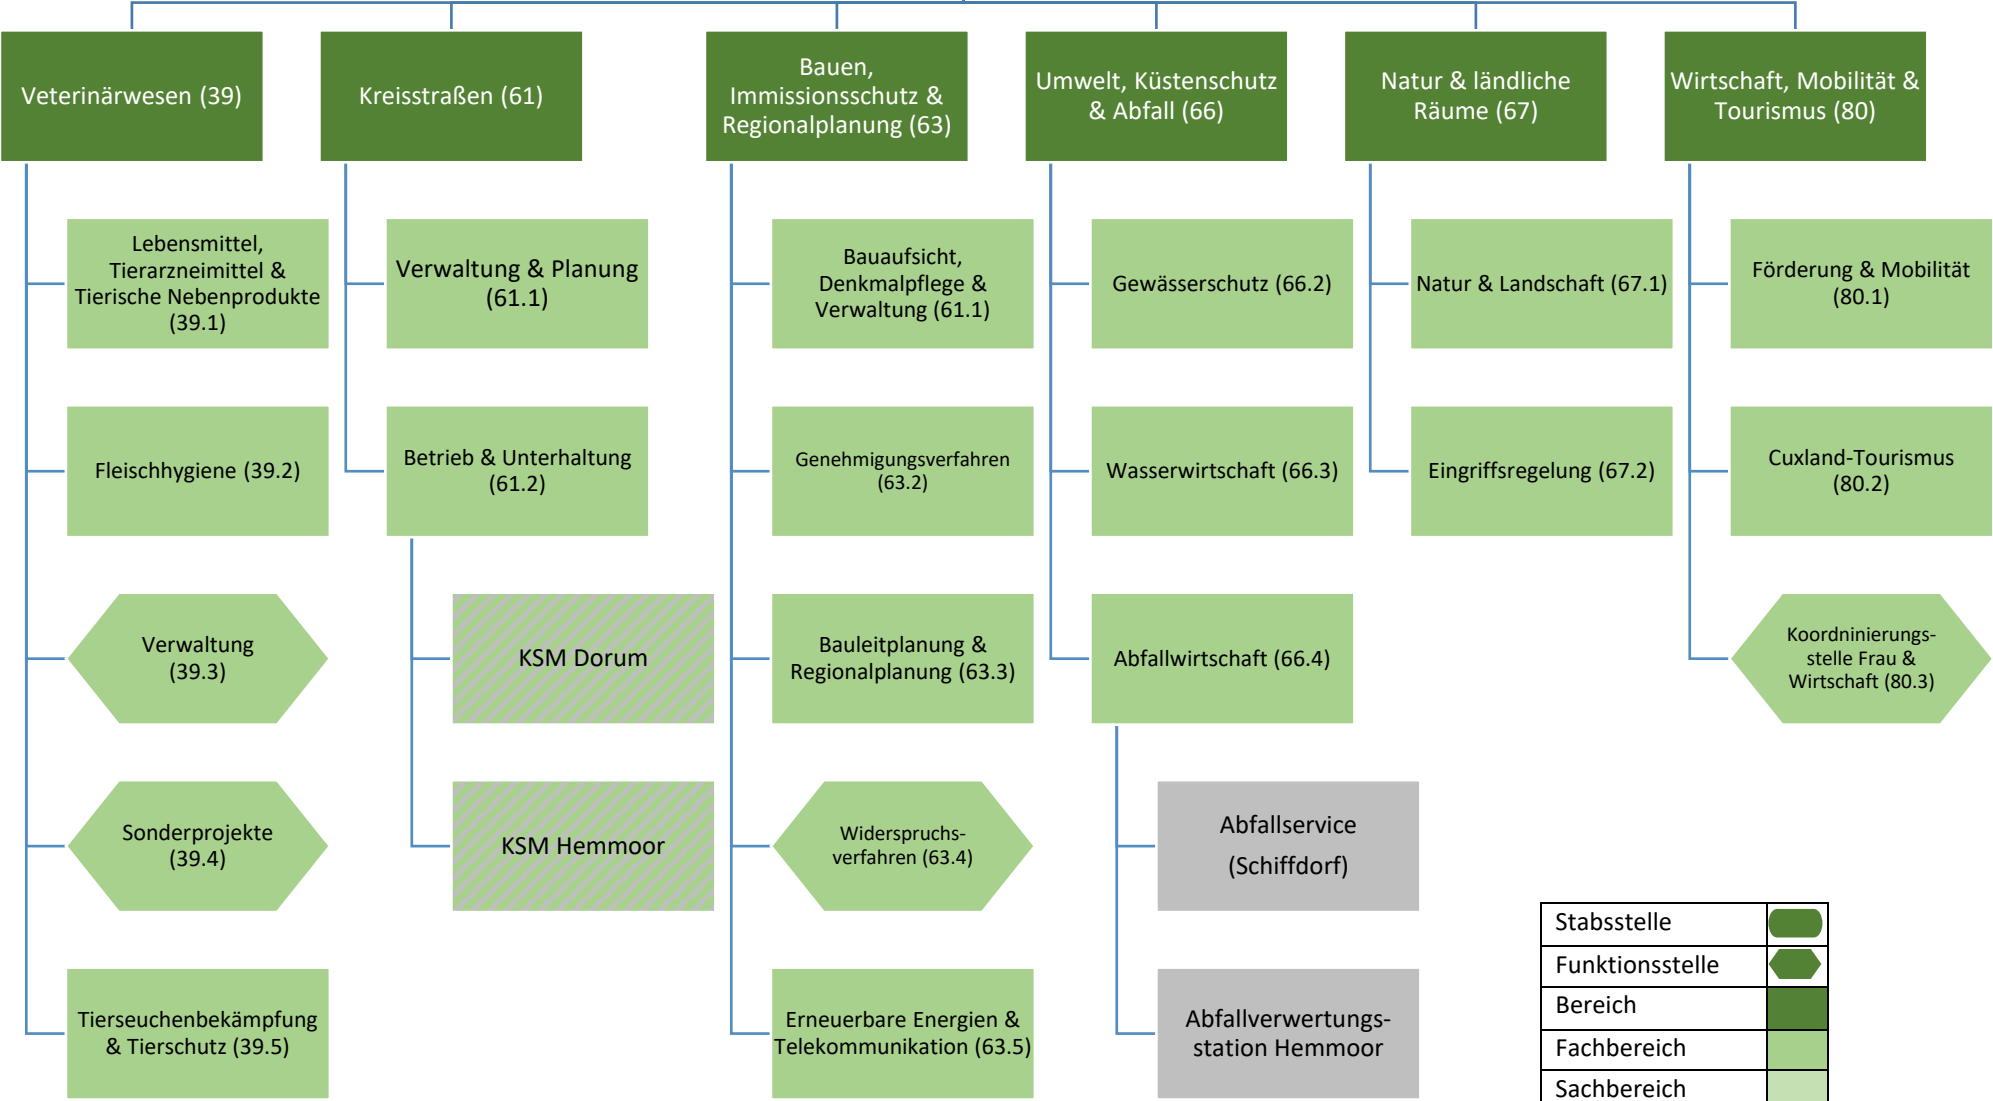 Veterinärwesen (39)
Kreisstraßen (61)
Bauen,
Immissionsschutz &
Regionalplanung (63)
Umwelt, Küstenschutz
& Abfall (66)
Natur & ländliche
Räume (67)
Wirtschaft, Mobilität &
Tourismus (80)
Lebensmittel,
Tierarzneimittel &
Tierische Nebenprodukte
(39.1)
Verwaltung & Planung
(61.1)
Bauaufsicht,
Denkmalpflege &
Verwaltung (61.1)
Gewässerschutz (66.2)
Natur & Landschaft (67.1)
Förderung & Mobilität
(80.1)
Fleischhygiene (39.2)
Betrieb & Unterhaltung
(61.2)
Genehmigungsverfahren
(63.2)
Wasserwirtschaft (66.3)
Eingriffsregelung (67.2)
Cuxland-Tourismus
(80.2)
Verwaltung
(39.3)
KSM Dorum
Bauleitplanung &
Regionalplanung (63.3)
Abfallwirtschaft (66.4)
Koordninierungs-
stelle Frau &
Wirtschaft (80.3)
Sonderprojekte
(39.4)
KSM Hemmoor
Widerspruchs-
verfahren (63.4)
Abfallservice
(Schiffdorf)
Tierseuchenbekämpfung
& Tierschutz (39.5)
Erneuerbare Energien &
Telekommunikation (63.5)
Abfallverwertungs-
station Hemmoor
Stabsstelle
Funktionsstelle
Bereich
Fachbereich
Sachbereich